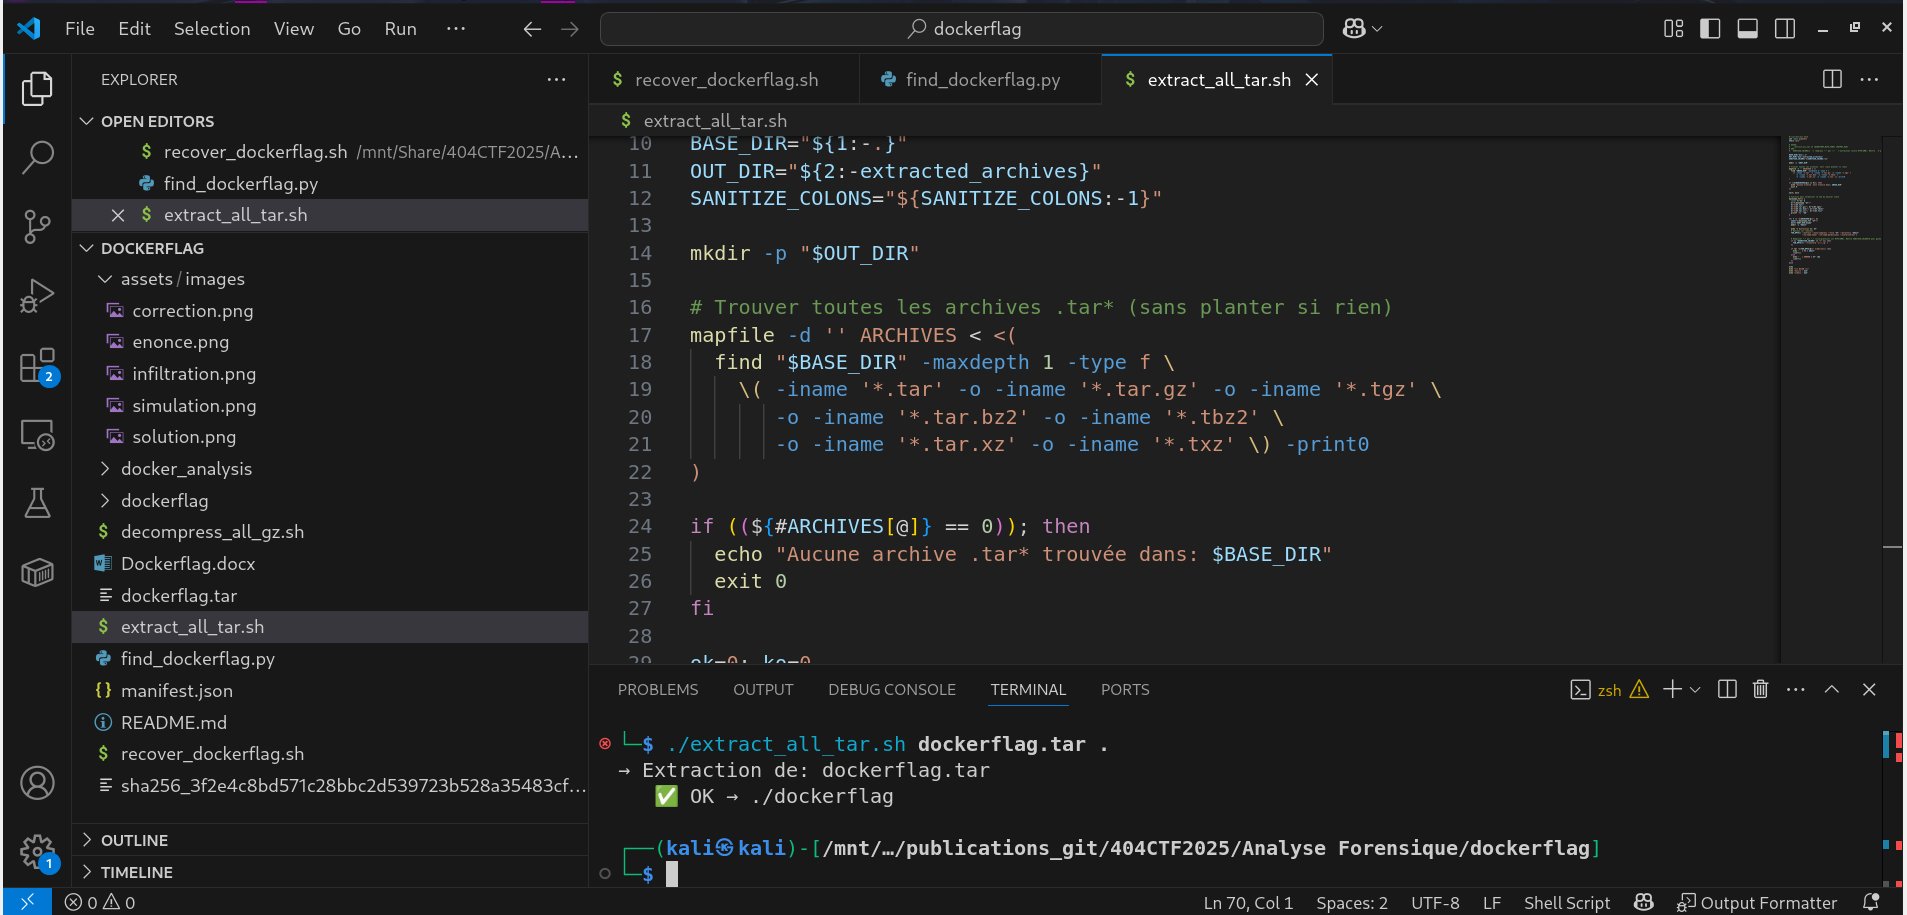 File Edit Selection View Go Run ···
dockerflag
EXPLORER
OPEN EDITORS
$ recover_dockerflag.sh /mnt/Share/404CTF2025/A...
find_dockerflag.py
$ extract_all_tar.sh
DOCKERFLAG
assets/images
correction.png
enonce.png
infiltration.png
simulation.png
solution.png
docker_analysis
dockerflag
$ decompress_all_gz.sh
Dockerflag.docx
dockerflag.tar
$ extract_all_tar.sh
find_dockerflag.py
{} manifest.json
README.md
$ recover_dockerflag.sh
sha256_3f2e4c8bd571c28bbc2d539723b528a35483cf...
OUTLINE
TIMELINE
2
1
$ recover_dockerflag.sh
find_dockerflag.py
$ extract_all_tar.sh
$ extract_all_tar.sh
10 BASE_DIR="${1:-.}"
11 OUT_DIR="${2:-extracted_archives}"
12 SANITIZE_COLONS="${SANITIZE_COLONS:-1}"
13
14 mkdir -p "$OUT_DIR"
15
16 # Trouver toutes les archives .tar* (sans planter si rien)
17 mapfile -d '' ARCHIVES < <(
18 find "$BASE_DIR" -maxdepth 1 -type f \
19 \( -iname '*.tar' -o -iname '*.tar.gz' -o -iname '*.tgz' \
20 -o -iname '*.tar.bz2' -o -iname '*.tbz2' \
21 -o -iname '*.tar.xz' -o -iname '*.txz' \) -print0
22 )
23
24 if ((${#ARCHIVES[@]} == 0)); then
25 echo "Aucune archive .tar* trouvée dans: $BASE_DIR"
26 exit 0
27 fi
28
29 ok=0; ko=0
PROBLEMS OUTPUT DEBUG CONSOLE TERMINAL PORTS
zsh
└─$ ./extract_all_tar.sh dockerflag.tar .
→ Extraction de: dockerflag.tar
✅ OK → ./dockerflag
┌──(kali㉿kali)-[/mnt/…/publications_git/404CTF2025/Analyse Forensique/dockerflag]
└─$
0 0
Ln 70, Col 1 Spaces: 2 UTF-8 LF Shell Script Output Formatter